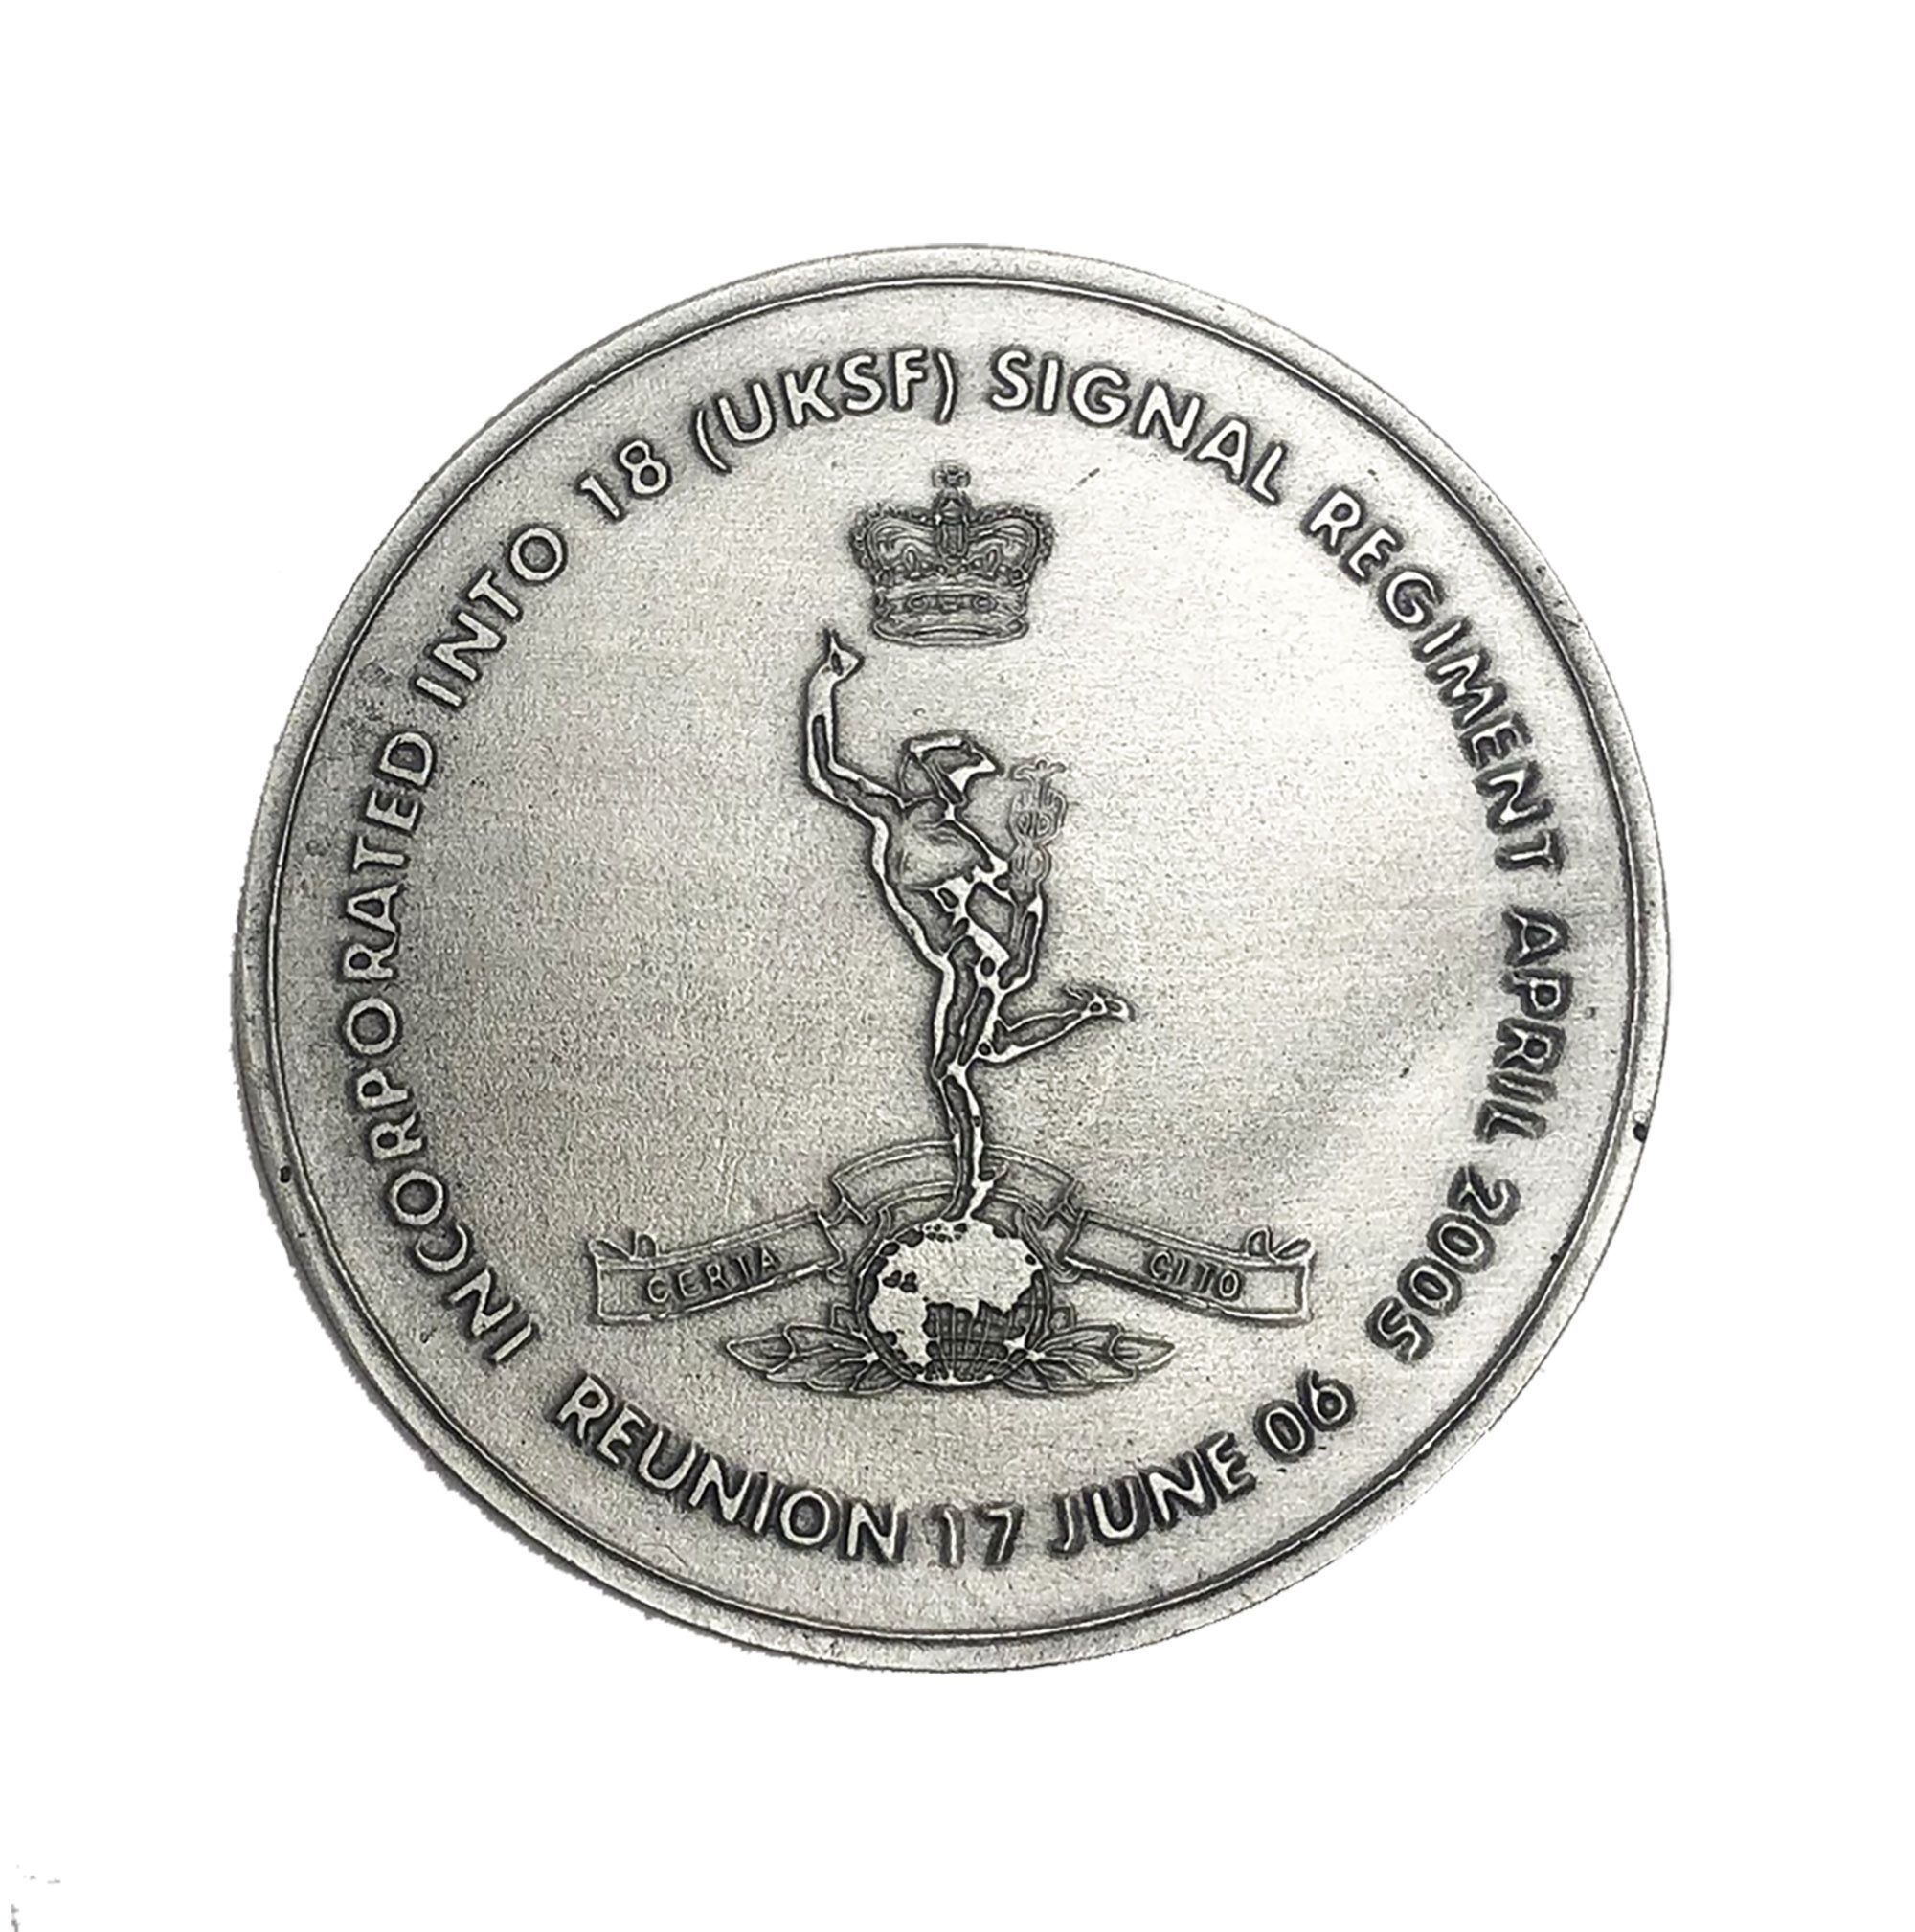 INCORPORATED INTO 18 (UKSF) SIGNAL REGIMENT APRIL 2005
CERTA CITO
REUNION 17 JUNE 06